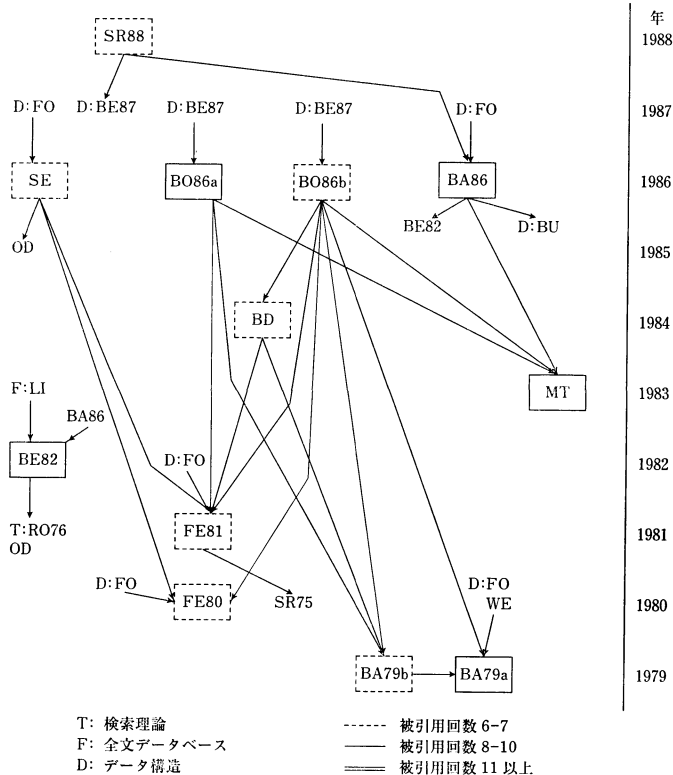 年
SR88
1988
D:FO
D:BE87
D:BE87
D:BE87
D:FO
1987
SE
BO86a
BO86b
BA86
1986
BE82
D:BU
OD
1985
BD
1984
F:LI
MT
1983
BA86
BE82
D:FO
1982
T:RO76
FE81
1981
OD
D:FO
D:FO
FE80
SR75
WE
1980
BA79b
BA79a
1979
T: 検索理論
被引用回数 6-7
F: 全文データベース
被引用回数 8-10
D: データ構造
被引用回数 11 以上